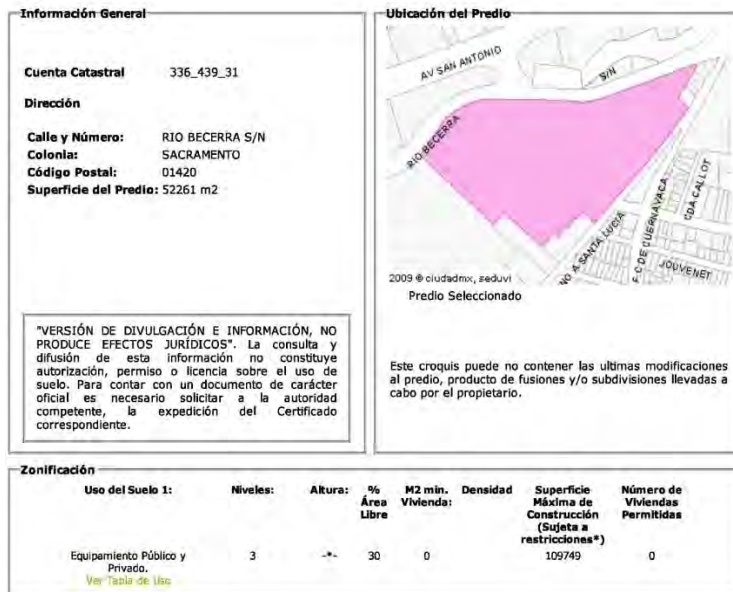 Información General
Cuenta Catastral 336_439_31
Dirección
Calle y Número: RIO BECERRA S/N
Colonia: SACRAMENTO
Código Postal: 01420
Superficie del Predio: 52261 m2
"VERSIÓN DE DIVULGACIÓN E INFORMACIÓN, NO
PRODUCE EFECTOS JURÍDICOS". La consulta y
difusión de esta información no constituye
autorización, permiso o licencia sobre el uso de
suelo. Para contar con un documento de carácter
oficial es necesario solicitar a la autoridad
competente, la expedición del Certificado
correspondiente.
Ubicación del Predio
AV SAN ANTONIO
S/N
RIO BECERRA
NO A SANTA LUCIA
F.C DE CUERNAVACA
CDA CALLOT
JOUVENET
2009 © ciudadmx, seduvi
Predio Seleccionado
Este croquis puede no contener las ultimas modificaciones
al predio, producto de fusiones y/o subdivisiones llevadas a
cabo por el propietario.
Zonificación
Uso del Suelo 1: Niveles: Altura: % Área Libre M2 min. Vivienda: Densidad Superficie Máxima de Construcción (Sujeta a restricciones*) Número de Viviendas Permitidas
Equipamiento Público y 3 -*- 30 0 109749 0
Privado.
Ver Tabla de Uso